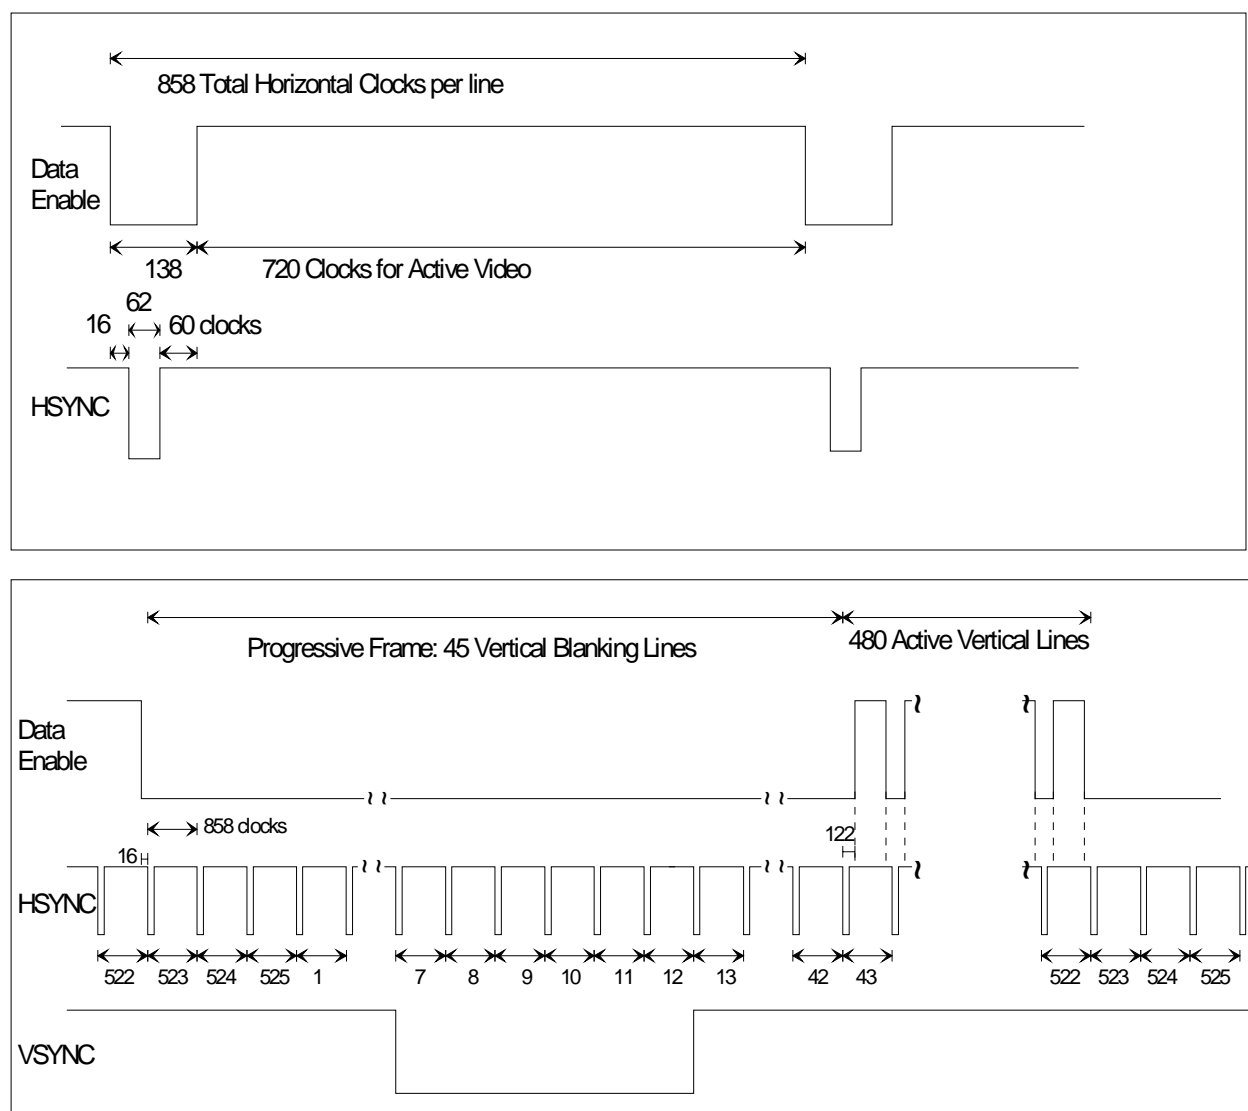 858 Total Horizontal Clocks per line
Data
Enable
138
720 Clocks for Active Video
62
16
60 clocks
HSYNC
Progressive Frame: 45 Vertical Blanking Lines
480 Active Vertical Lines
Data
Enable
858 clocks
122
16
HSYNC
522 523 524 525 1 7 8 9 10 11 12 13 42 43 522 523 524 525
VSYNC